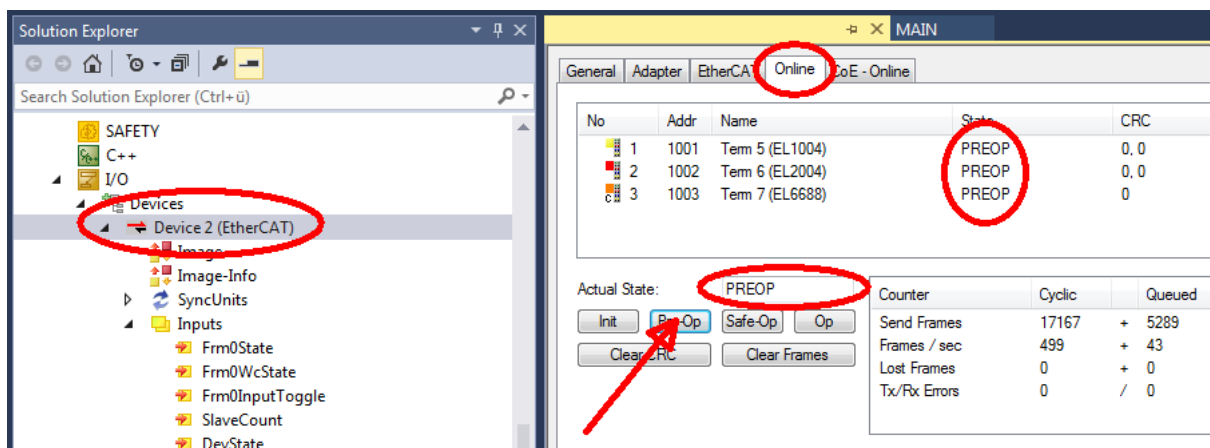 Solution Explorer
Search Solution Explorer (Ctrl+ü)
SAFETY
C++
I/O
Devices
Device 2 (EtherCAT)
Image
Image-Info
SyncUnits
Inputs
Frm0State
Frm0WcState
Frm0InputToggle
SlaveCount
DevState
MAIN
General Adapter EtherCAT Online CoE - Online
No Addr Name State CRC
1 1001 Term 5 (EL1004) PREOP 0, 0
2 1002 Term 6 (EL2004) PREOP 0, 0
3 1003 Term 7 (EL6688) PREOP 0
Actual State: PREOP
Init Pre-Op Safe-Op Op
Clear CRC Clear Frames
Counter Cyclic Queued
Send Frames 17167 + 5289
Frames / sec 499 + 43
Lost Frames 0 + 0
Tx/Rx Errors 0 / 0